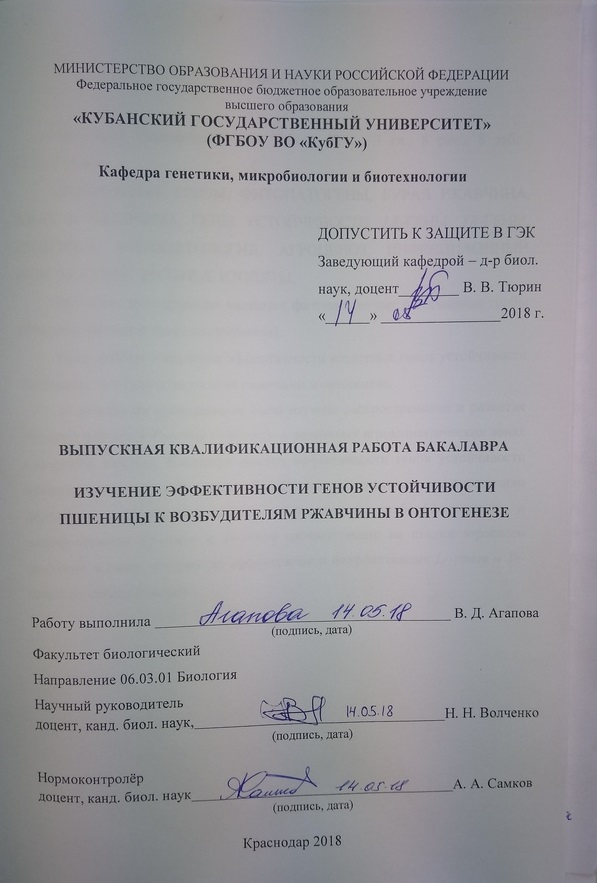 МИНИСТЕРСТВО ОБРАЗОВАНИЯ И НАУКИ РОССИЙСКОЙ ФЕДЕРАЦИИ
Федеральное государственное бюджетное образовательное учреждение
высшего образования
«КУБАНСКИЙ ГОСУДАРСТВЕННЫЙ УНИВЕРСИТЕТ»
(ФГБОУ ВО «КубГУ»)
Кафедра генетики, микробиологии и биотехнологии
ДОПУСТИТЬ К ЗАЩИТЕ В ГЭК
Заведующий кафедрой – д-р биол.
наук, доцент________ В. В. Тюрин
«__14__» ________________2018 г.
ВЫПУСКНАЯ КВАЛИФИКАЦИОННАЯ РАБОТА БАКАЛАВРА
ИЗУЧЕНИЕ ЭФФЕКТИВНОСТИ ГЕНОВ УСТОЙЧИВОСТИ
ПШЕНИЦЫ К ВОЗБУДИТЕЛЯМ РЖАВЧИНЫ В ОНТОГЕНЕЗЕ
Работу выполнила Агапова 14.05.18 В. Д. Агапова
(подпись, дата)
Факультет биологический
Направление 06.03.01 Биология
Научный руководитель
доцент, канд. биол. наук, 14.05.18 Н. Н. Волченко
(подпись, дата)
Нормоконтролёр
доцент, канд. биол. наук 14.05.18 А. А. Самков
(подпись, дата)
Краснодар 2018